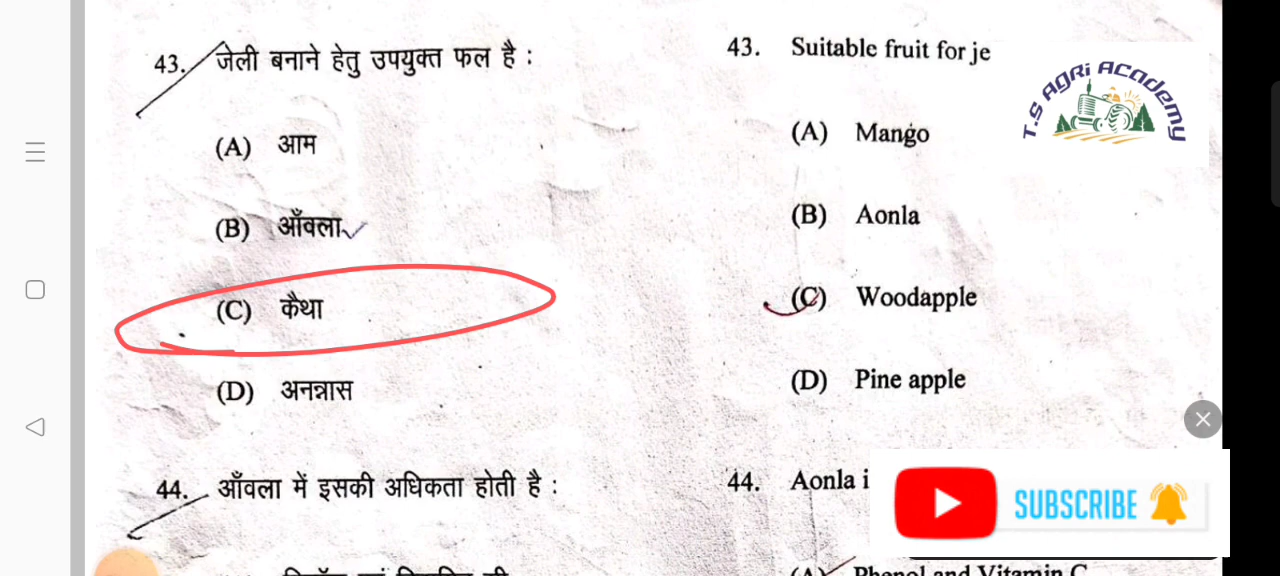 43. जेली बनाने हेतु उपयुक्त फल है :
(A) आम
(B) आँवला
(C) कैथा
(D) अनन्नास
44. आँवला में इसकी अधिकता होती है :
43. Suitable fruit for je
(A) Mango
(B) Aonla
(C) Woodapple
(D) Pine apple
44. Aonla i
(A) Phenol and Vitamin C
T.S AGRI ACADEMY
SUBSCRIBE